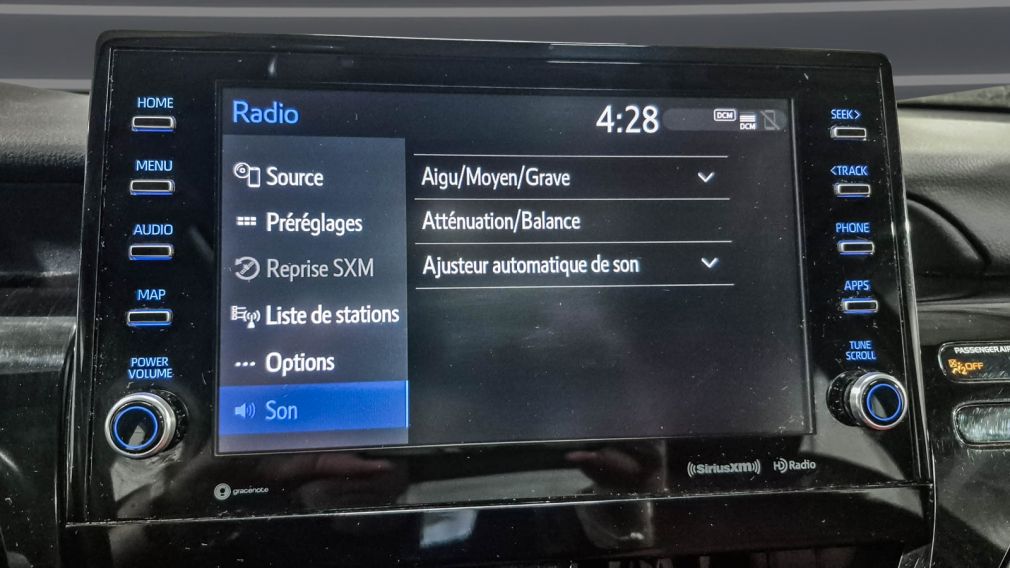 HOME
MENU
AUDIO
MAP
POWER
VOLUME
Radio
4:28
DCM
DCM
Source
Préréglages
Reprise SXM
Liste de stations
Options
Son
Aigu/Moyen/Grave
Atténuation/Balance
Ajusteur automatique de son
SEEK>
<TRACK
PHONE
APPS
TUNE
SCROLL
PASSENGER AIR
OFF
gracenote
((SiriusXM))
HD Radio